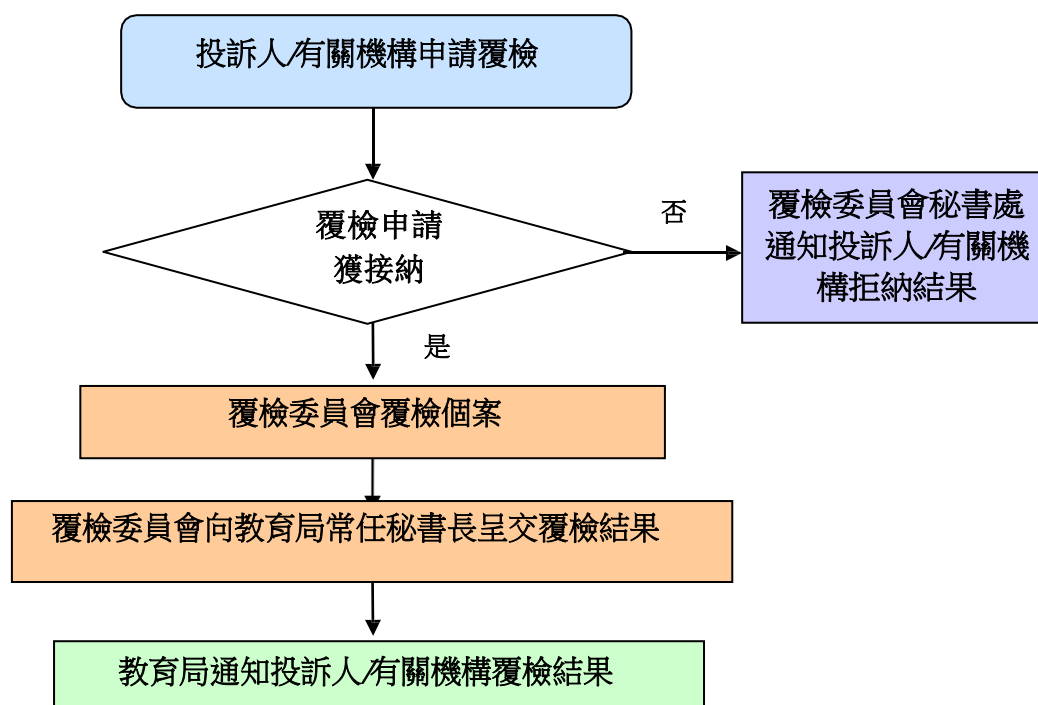 投訴人/有關機構申請覆檢
覆檢申請
獲接納
否
覆檢委員會秘書處
通知投訴人/有關機
構拒納結果
是
覆檢委員會覆檢個案
覆檢委員會向教育局常任秘書長呈交覆檢結果
教育局通知投訴人/有關機構覆檢結果